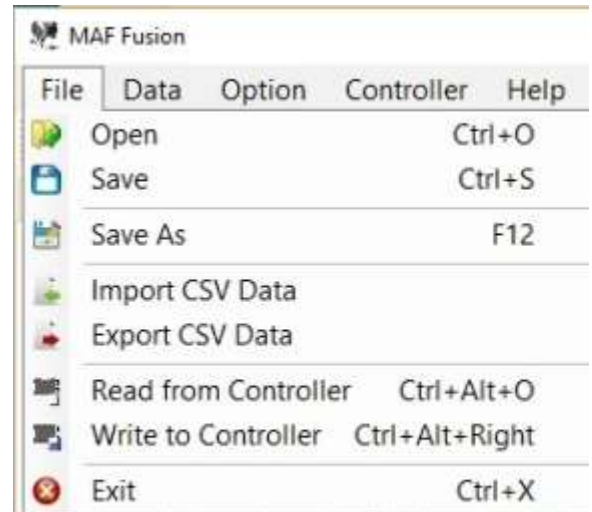 MAF Fusion
File Data Option Controller Help
Open Ctrl+O
Save Ctrl+S
Save As F12
Import CSV Data
Export CSV Data
Read from Controller Ctrl+Alt+O
Write to Controller Ctrl+Alt+Right
Exit Ctrl+X